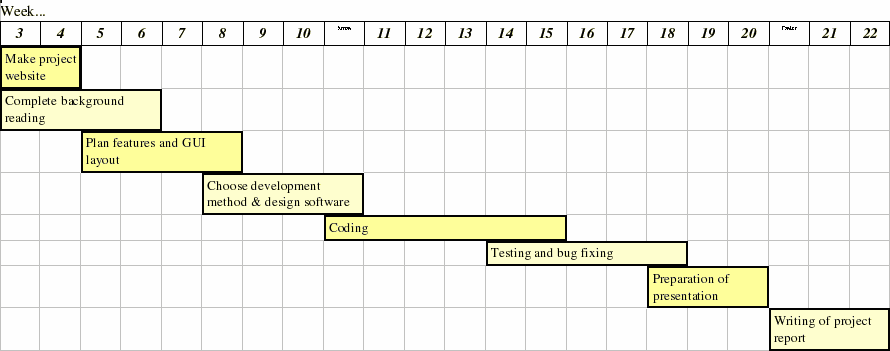 Week...
3 4 5 6 7 8 9 10 11 12 13 14 15 16 17 18 19 20 21 22
Make project
website
Complete background
reading
Plan features and GUI
layout
Choose development
method & design software
Coding
Testing and bug fixing
Preparation of
presentation
Writing of project
report